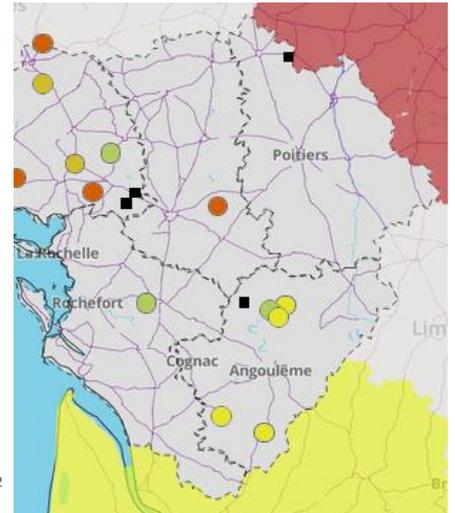 Poitiers
La Rochelle
Rochefort
Cognac
Angoulême
Lim
Br